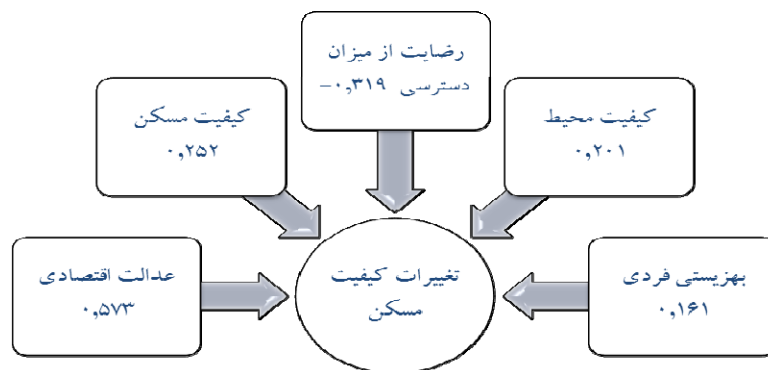 رضایت از میزان
دسترسی ۰,۳۱۹-
کیفیت محیط
۰,۲۰۱
کیفیت مسکن
۰,۲۵۲
بهزیستی فردی
۰,۱۶۱
تغییرات کیفیت
مسکن
عدالت اقتصادی
۰,۵۷۳